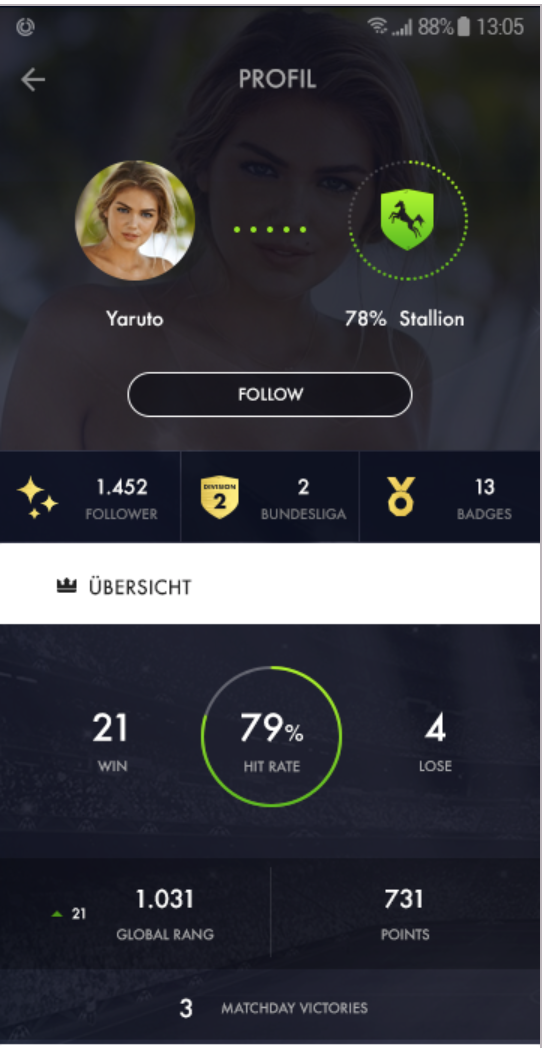 88% 13:05
PROFIL
Yaruto
78% Stallion
FOLLOW
1.452
FOLLOWER
DIVISION
2
2
BUNDESLIGA
13
BADGES
ÜBERSICHT
21
WIN
79%
HIT RATE
4
LOSE
21
1.031
GLOBAL RANG
731
POINTS
3 MATCHDAY VICTORIES